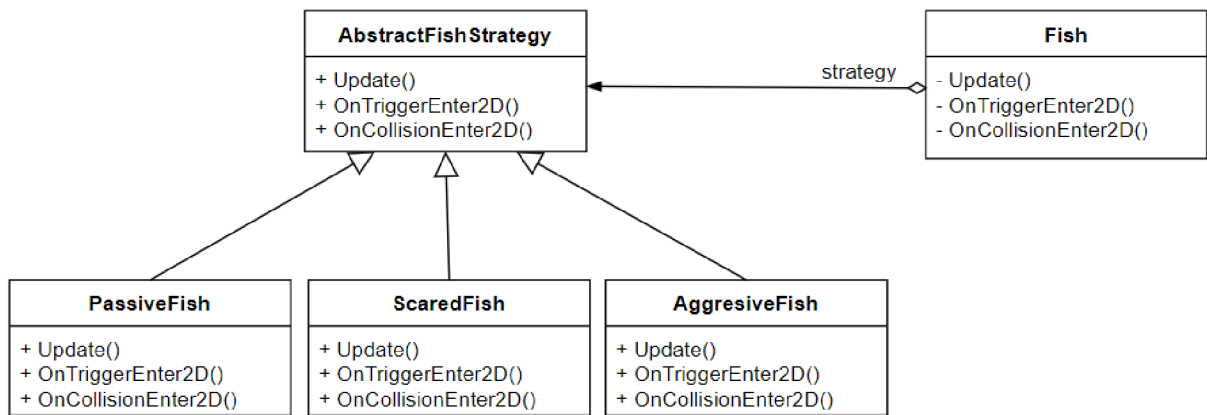 AbstractFishStrategy
+ Update()
+ OnTriggerEnter2D()
+ OnCollisionEnter2D()
strategy
Fish
- Update()
- OnTriggerEnter2D()
- OnCollisionEnter2D()
PassiveFish
+ Update()
+ OnTriggerEnter2D()
+ OnCollisionEnter2D()
ScaredFish
+ Update()
+ OnTriggerEnter2D()
+ OnCollisionEnter2D()
AggresiveFish
+ Update()
+ OnTriggerEnter2D()
+ OnCollisionEnter2D()